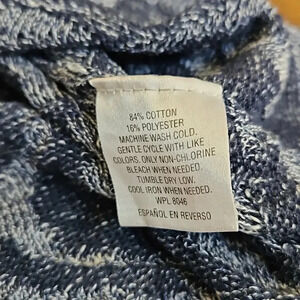 84% COTTON
16% POLYESTER
MACHINE WASH COLD.
GENTLE CYCLE WITH LIKE
COLORS. ONLY NON-CHLORINE
BLEACH WHEN NEEDED.
TUMBLE DRY LOW.
COOL IRON WHEN NEEDED.
WPL 8046
ESPAÑOL EN REVERSO